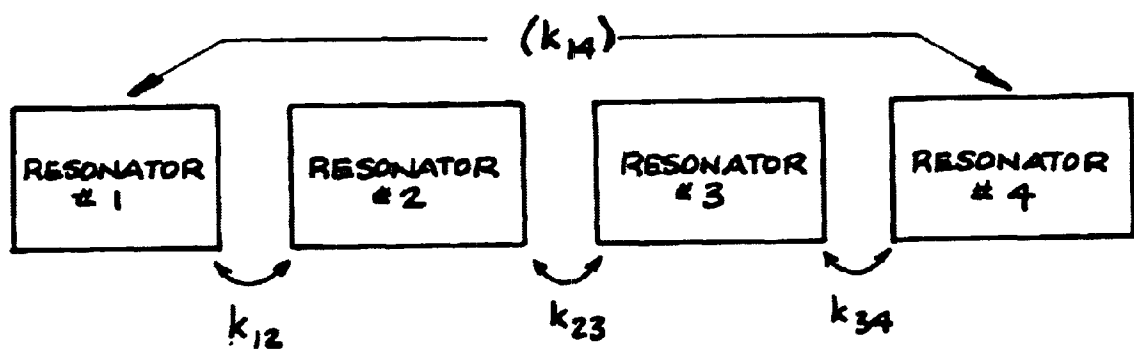 (k14)
RESONATOR
# 1
RESONATOR
# 2
RESONATOR
# 3
RESONATOR
# 4
k12
k23
k34